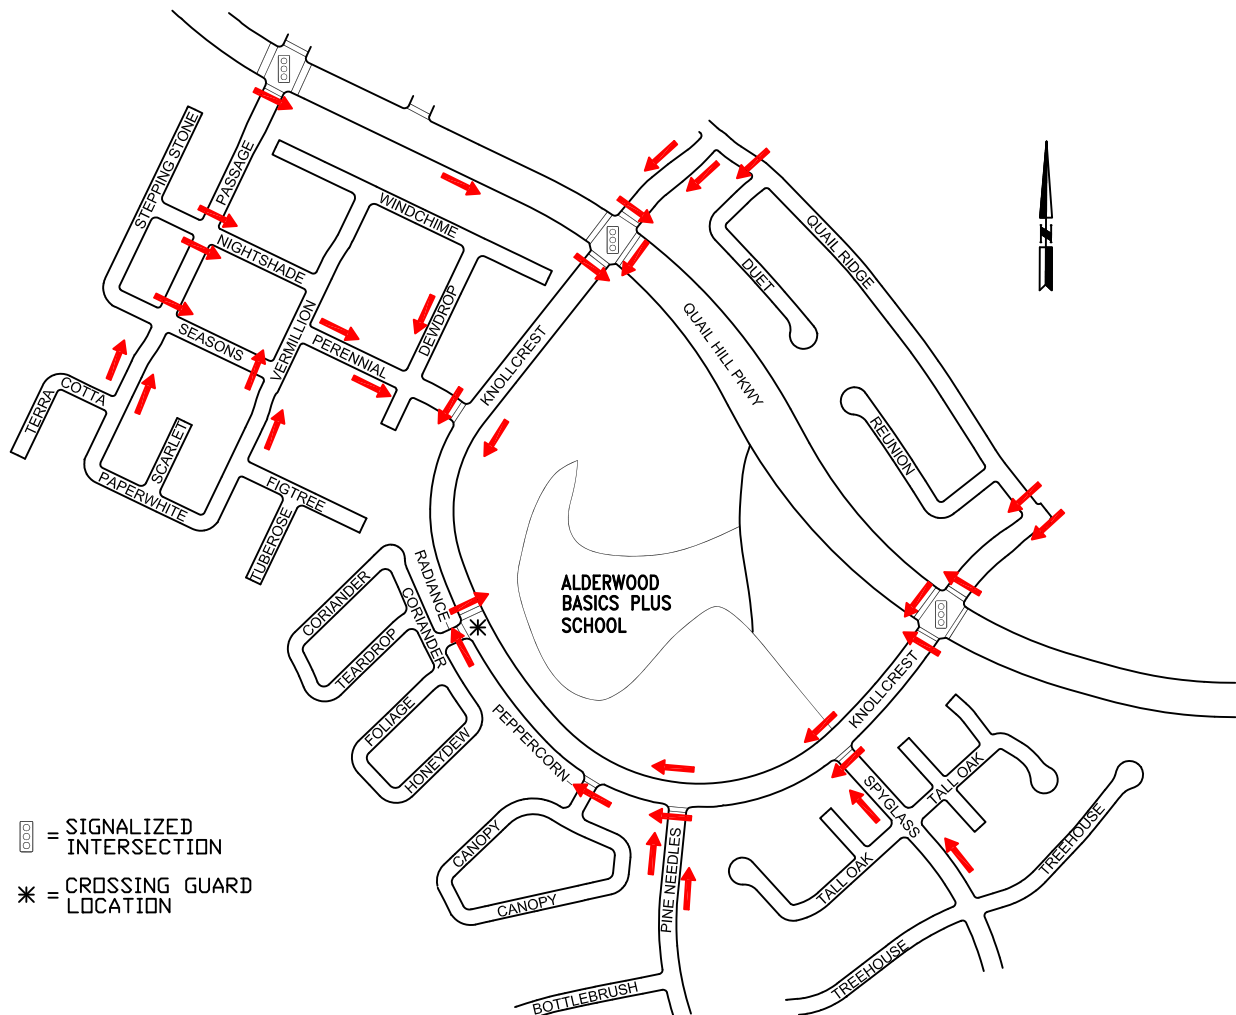 STEPPING STONE
PASSAGE
WINDCHIME
NIGHTSHADE
QUAIL RIDGE
DUET
N
DEWDROP
VERMILLION
SEASONS
PERENNIAL
KNOLLCREST
QUAIL HILL PKWY
TERRA
COTTA
SCARLET
PAPERWHITE
FIGTREE
TUBEROSE
REUNION
RADIANCE
CORIANDER
CORIANDER
TEARDROP
ALDERWOOD
BASICS PLUS
SCHOOL
FOLIAGE
HONEYDEW
PEPPERCORN
KNOLLCREST
SPYGLASS
TALL OAK
TALL OAK
TREEHOUSE
TREEHOUSE
CANOPY
CANOPY
PINE NEEDLES
BOTTLEBRUSH
= SIGNALIZED
INTERSECTION
= CROSSING GUARD
LOCATION